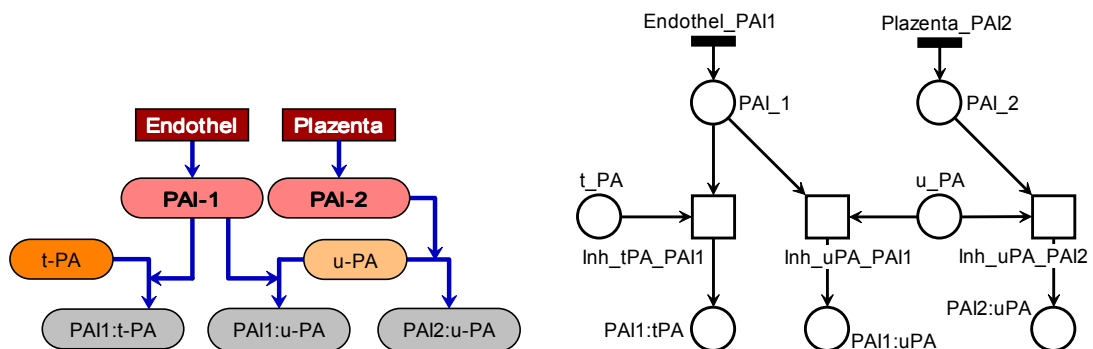 Endothel
Plazenta
PAI-1
PAI-2
t-PA
u-PA
PAI1:t-PA
PAI1:u-PA
PAI2:u-PA
Endothel_PAI1
Plazenta_PAI2
PAI_1
PAI_2
t_PA
u_PA
Inh_tPA_PAI1
Inh_uPA_PAI1
Inh_uPA_PAI2
PAI1:tPA
PAI1:uPA
PAI2:uPA